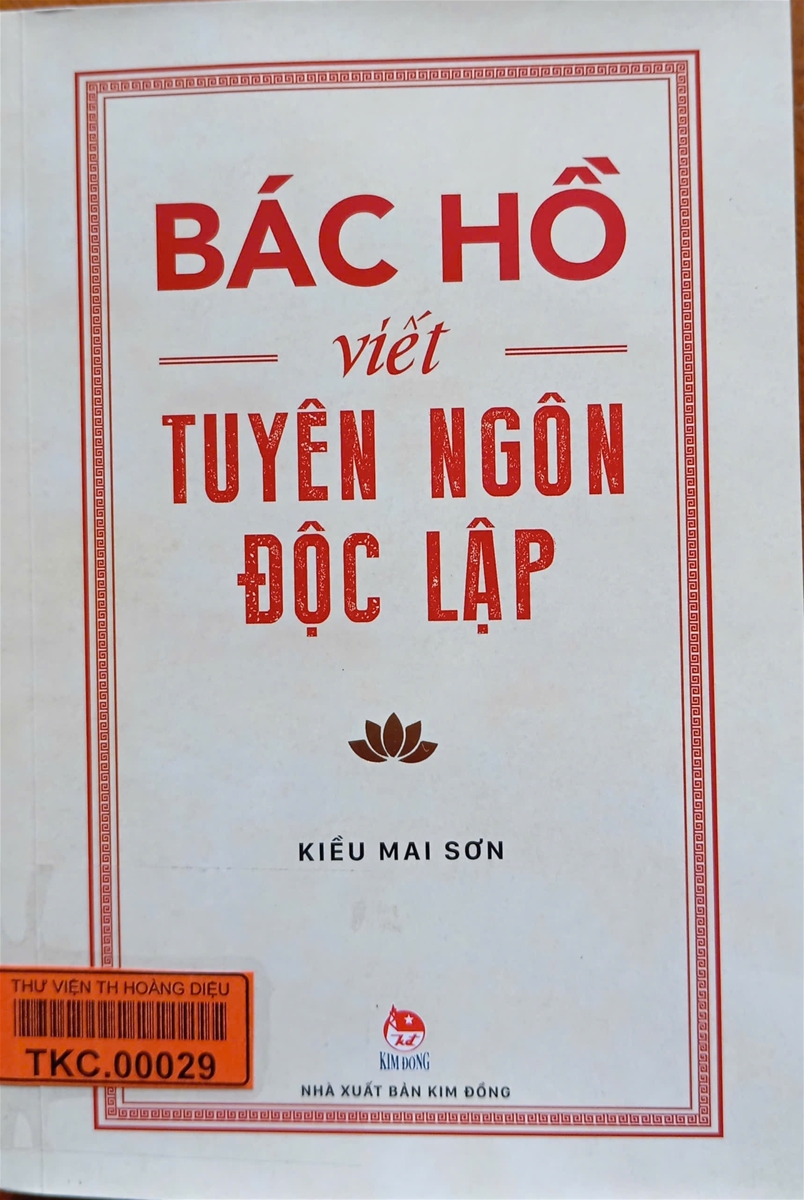 BÁC HỒ
viết
TUYÊN NGÔN
ĐỘC LẬP
KIỀU MAI SƠN
THƯ VIỆN TH HOÀNG DIỆU
TKC.00029
kđ
KIM ĐỒNG
NHÀ XUẤT BẢN KIM ĐỒNG